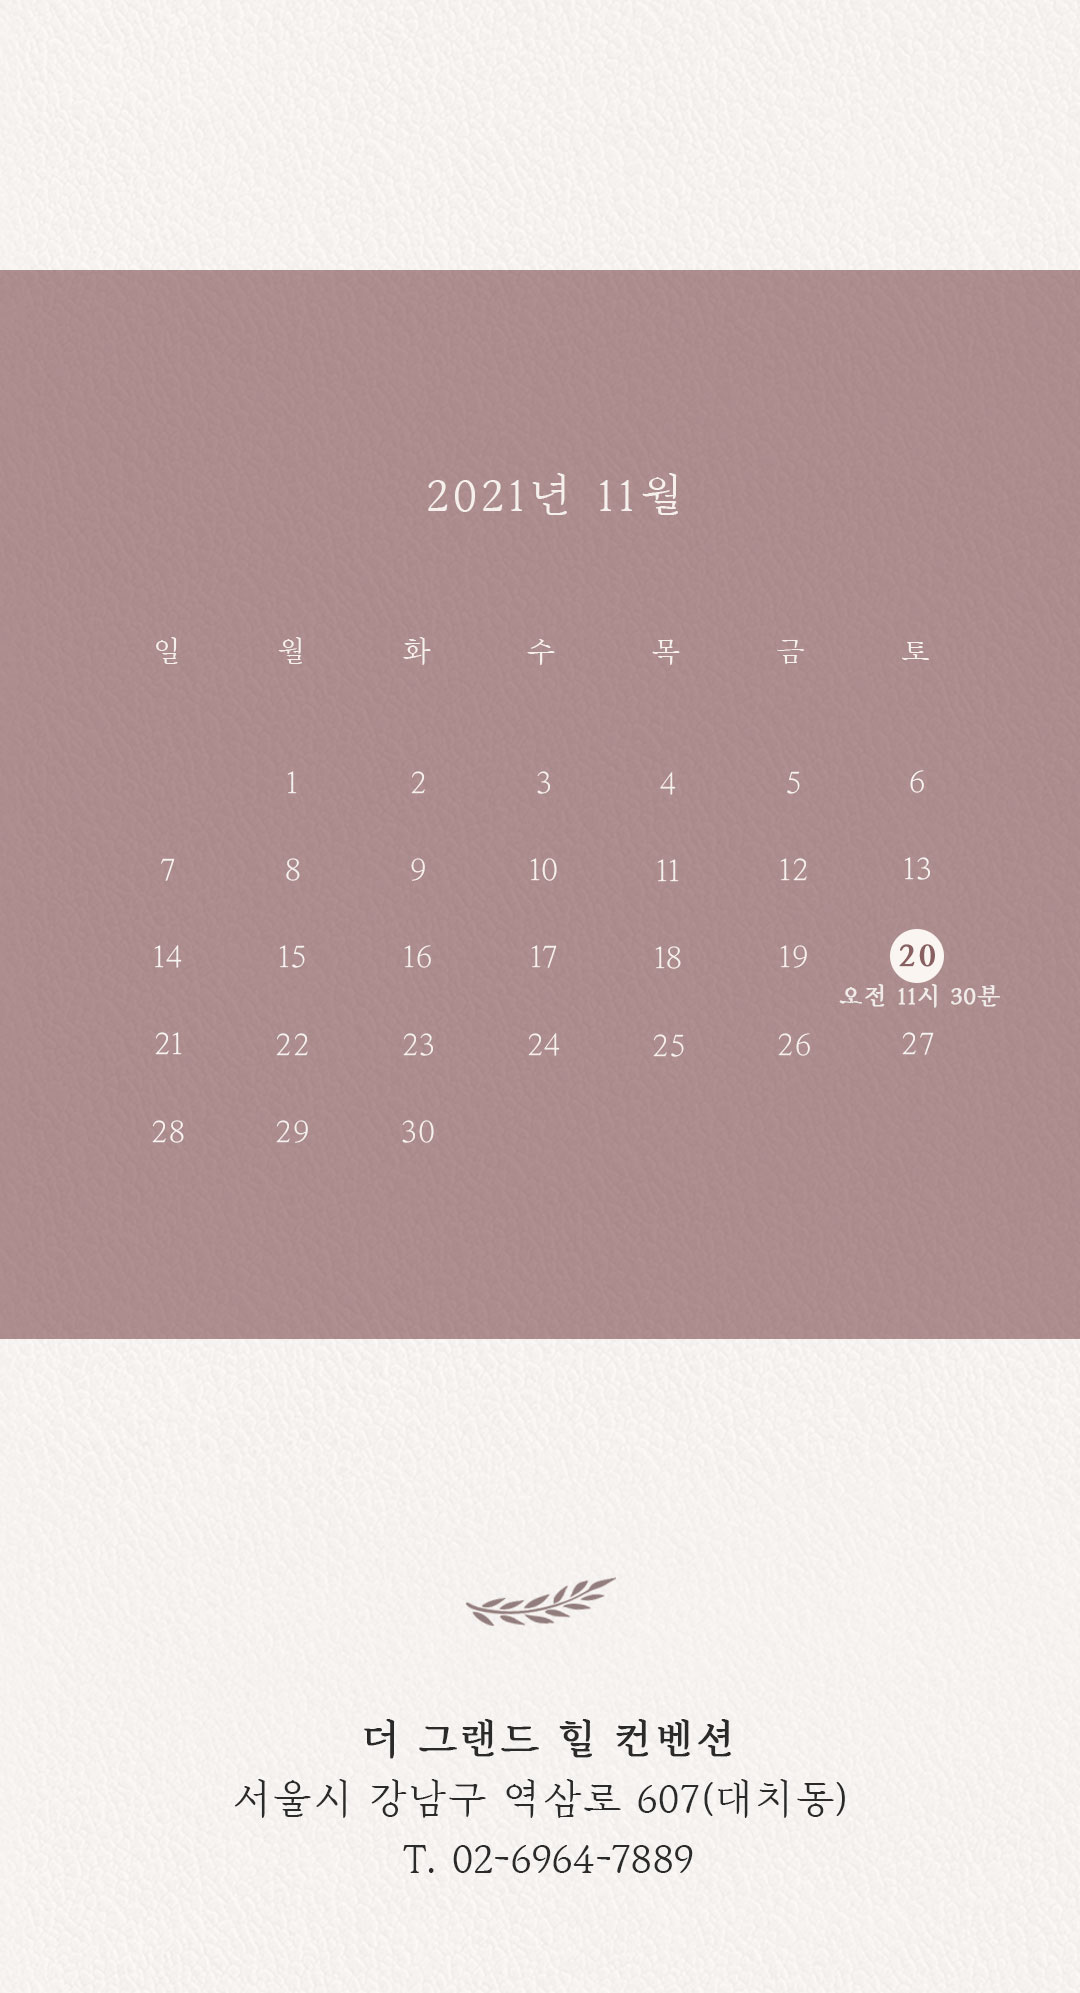 2021년 11월
일 월 화 수 목 금 토
1 2 3 4 5 6
7 8 9 10 11 12 13
14 15 16 17 18 19 20
오전 11시 30분
21 22 23 24 25 26 27
28 29 30
더 그랜드 힐 컨벤션
서울시 강남구 역삼로 607(대치동)
T. 02-6964-7889